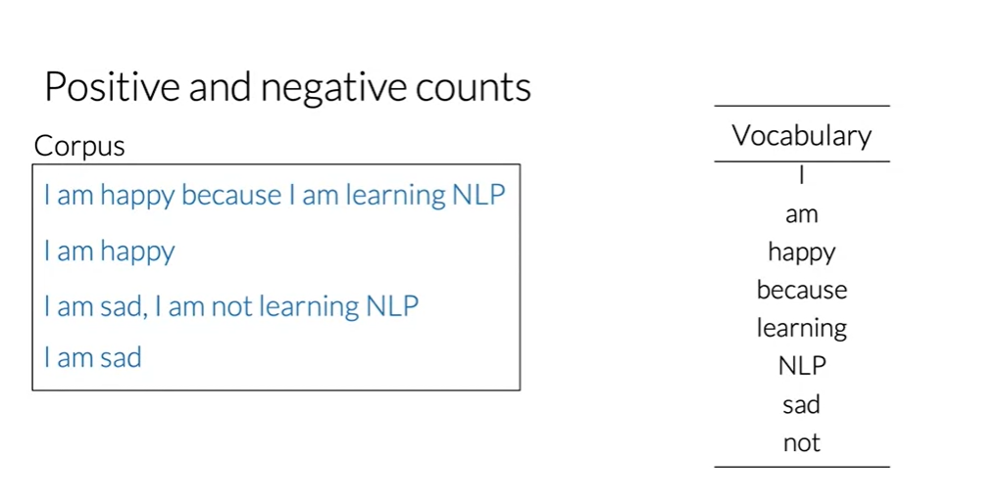 Positive and negative counts
Corpus
I am happy because I am learning NLP
I am happy
I am sad, I am not learning NLP
I am sad
Vocabulary
I
am
happy
because
learning
NLP
sad
not